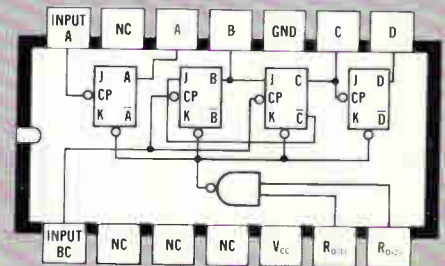 INPUT A NC A B GND C D
J A J B J C J D
CP CP CP CP
K A̅ K B̅ K C̅ K D̅
INPUT BC NC NC NC VCC R0(1) R0(2)